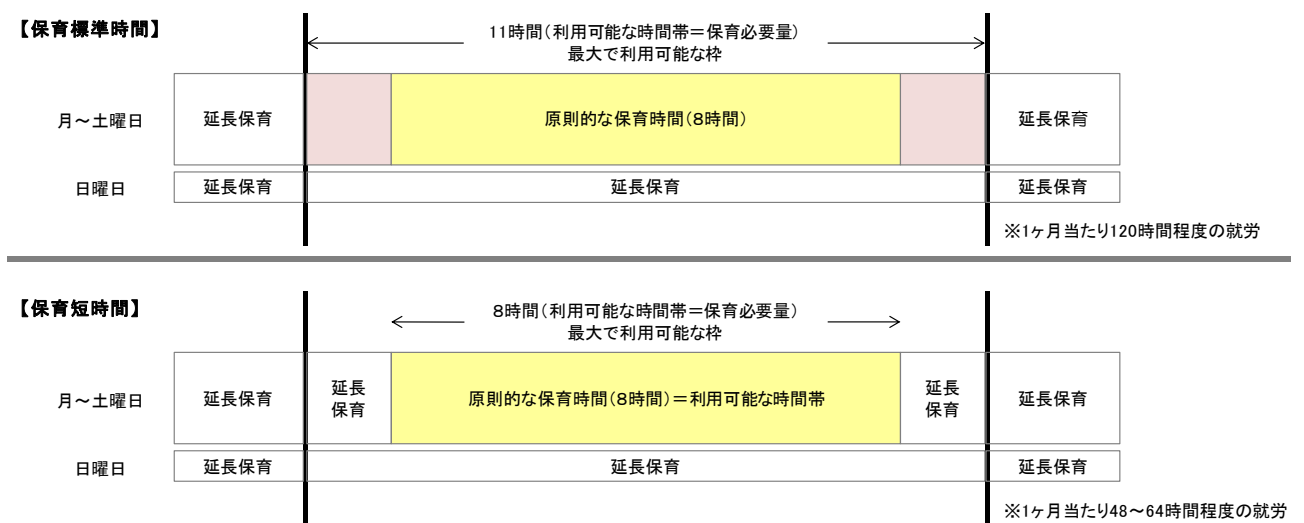 【保育標準時間】
11時間(利用可能な時間帯＝保育必要量)
最大で利用可能な枠
月～土曜日
延長保育
原則的な保育時間(8時間)
延長保育
日曜日
延長保育
延長保育
延長保育
※1ヶ月当たり120時間程度の就労
【保育短時間】
8時間(利用可能な時間帯＝保育必要量)
最大で利用可能な枠
月～土曜日
延長保育
延長
保育
原則的な保育時間(8時間)＝利用可能な時間帯
延長
保育
延長保育
日曜日
延長保育
延長保育
延長保育
※1ヶ月当たり48～64時間程度の就労